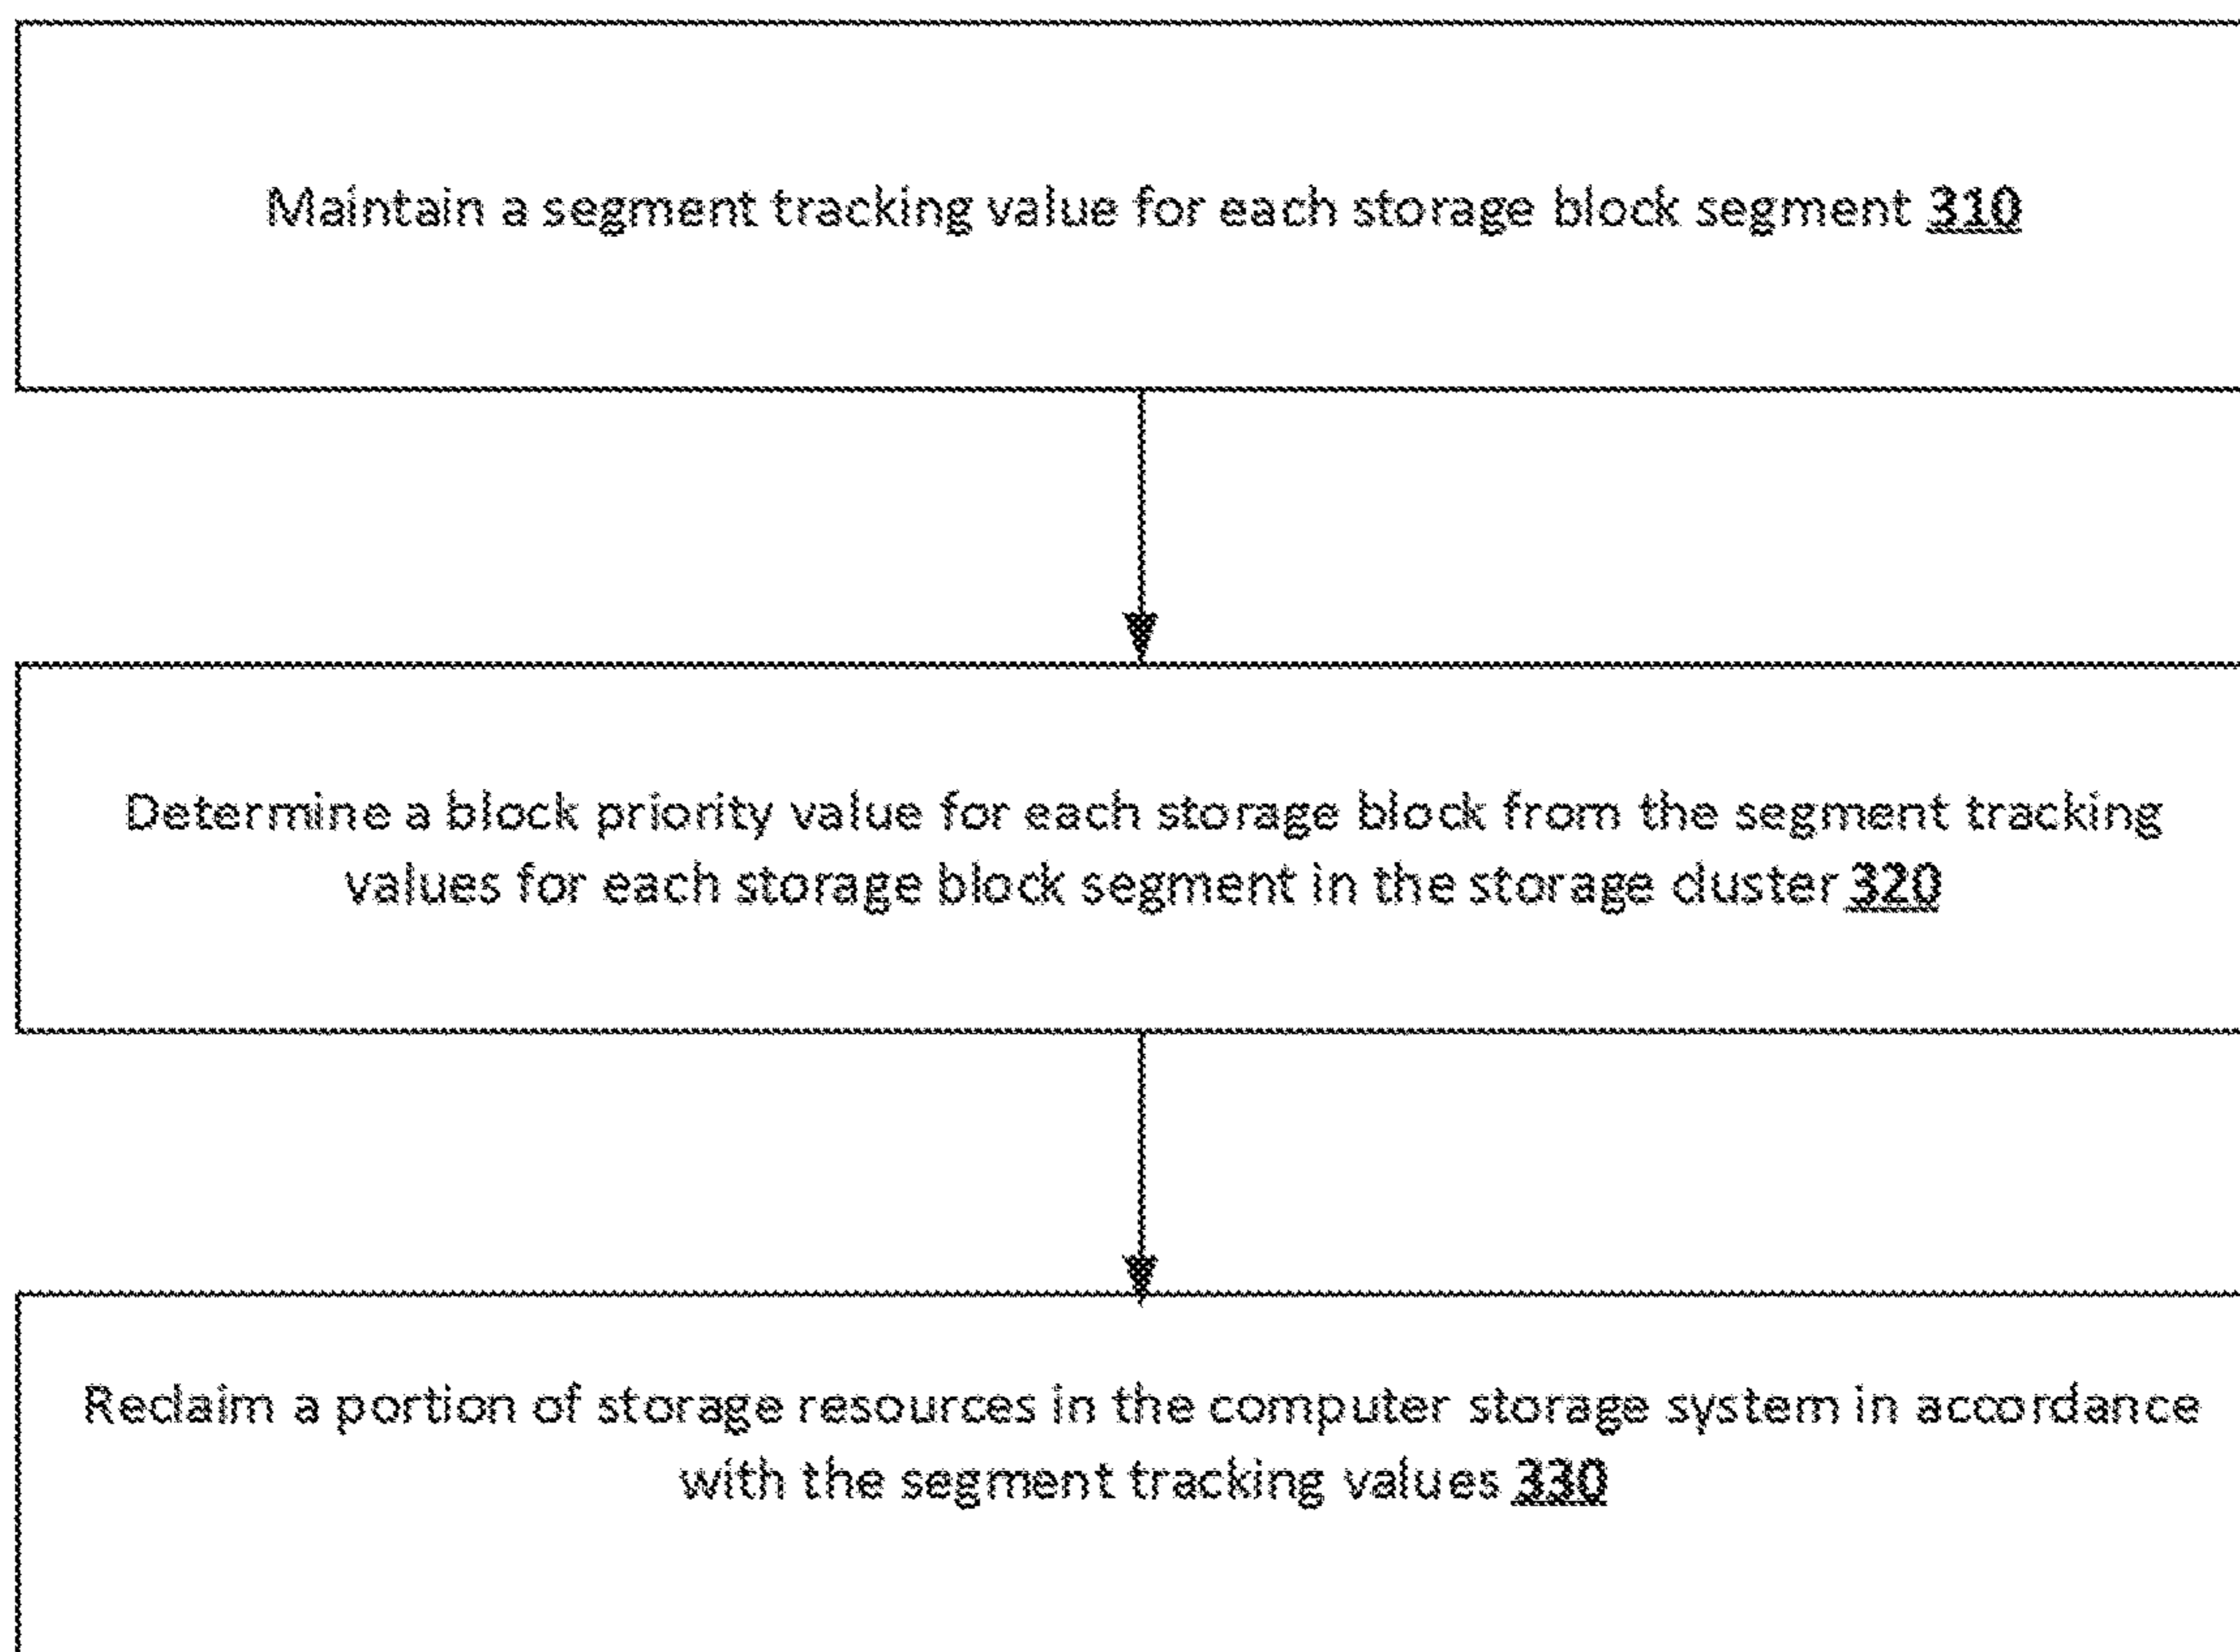 Maintain a segment tracking value for each storage block segment 310
Determine a block priority value for each storage block from the segment tracking
values for each storage block segment in the storage cluster 320
Reclaim a portion of storage resources in the computer storage system in accordance
with the segment tracking values 330